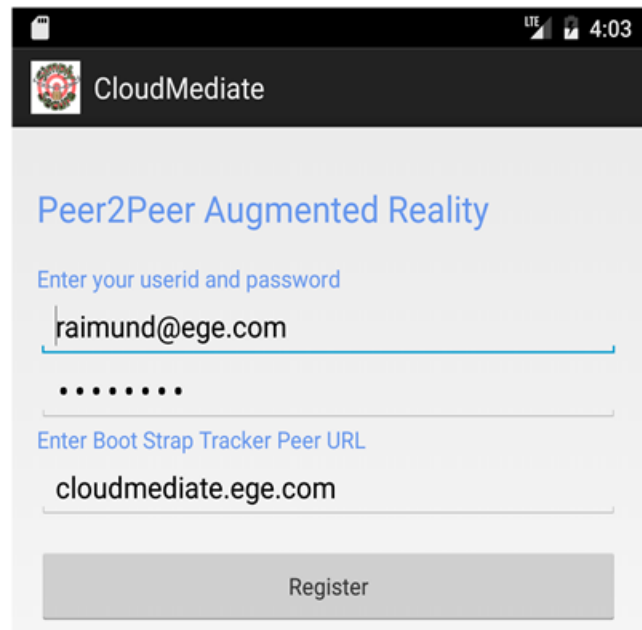 LTE 4:03
CloudMediate
Peer2Peer Augmented Reality
Enter your userid and password
raimund@ege.com
••••••••
Enter Boot Strap Tracker Peer URL
cloudmediate.ege.com
Register